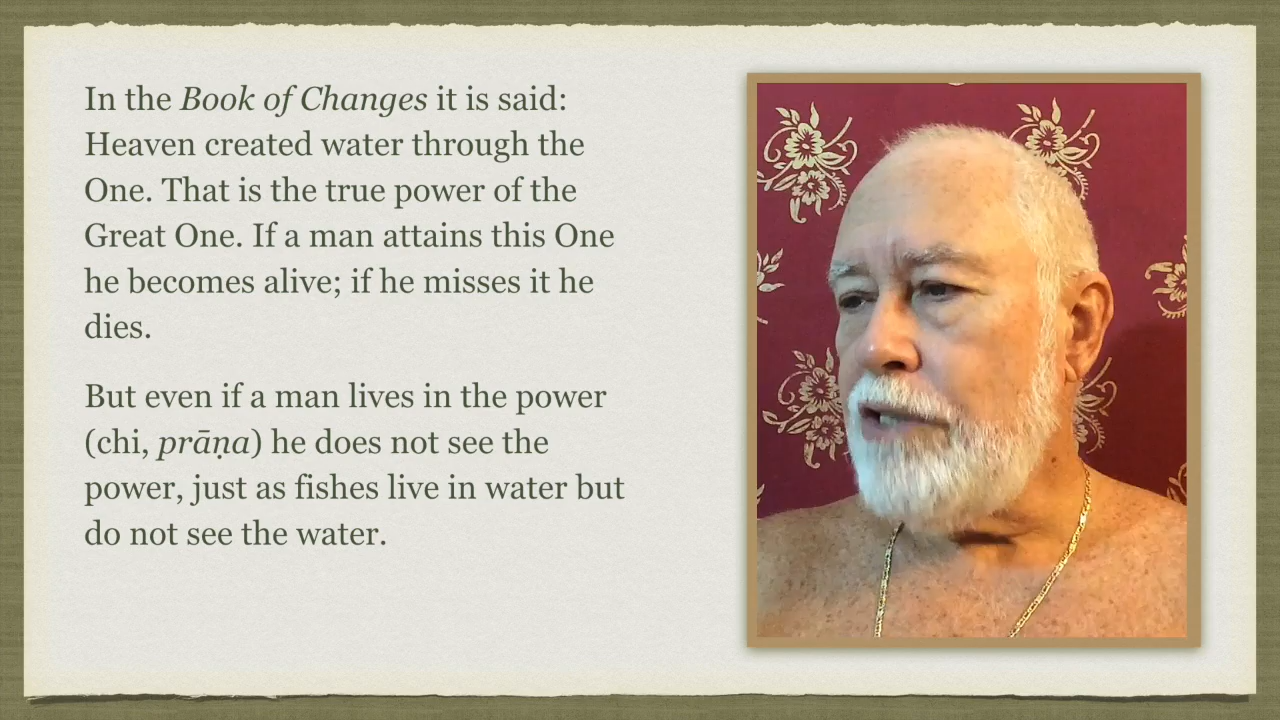 In the Book of Changes it is said:
Heaven created water through the
One. That is the true power of the
Great One. If a man attains this One
he becomes alive; if he misses it he
dies.
But even if a man lives in the power
(chi, prāṇa) he does not see the
power, just as fishes live in water but
do not see the water.